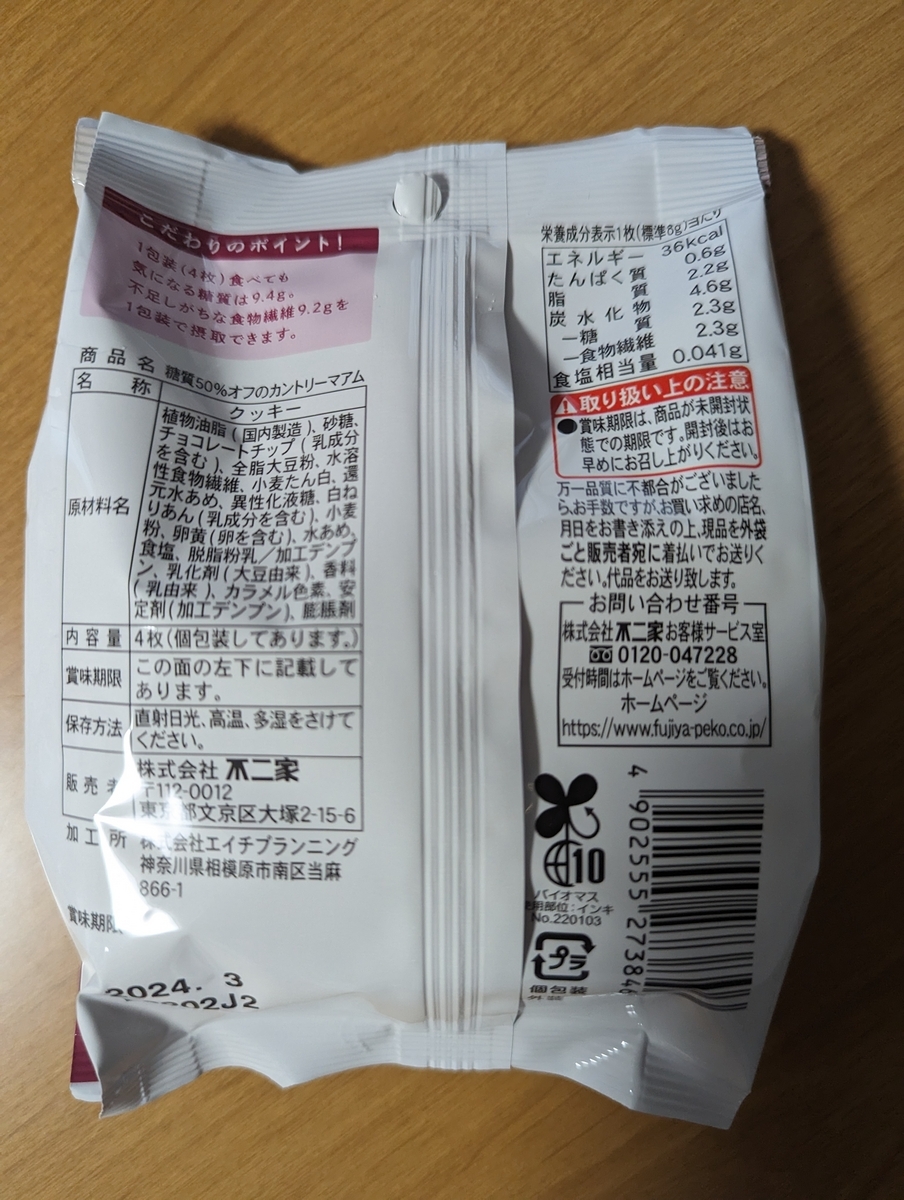 こだわりのポイント!
1包装(4枚)食べても
気になる糖質は9.4g。
不足しがちな食物繊維9.2gを
1包装で摂取できます。
商品名 糖質50%オフのカントリーマアム
名称 クッキー
原材料名
植物油脂(国内製造)、砂糖、
チョコレートチップ(乳成分
を含む)、全脂大豆粉、水溶
性食物繊維、小麦たん白、還
元水あめ、異性化液糖、白ね
りあん(乳成分を含む)、小麦
粉、卵黄(卵を含む)、水あめ、
食塩、脱脂粉乳/加工デンプ
ン、乳化剤(大豆由来)、香料
(乳由来)、カラメル色素、安
定剤(加工デンプン)、膨脹剤
内容量 4枚(個包装してあります。)
賞味期限 この面の左下に記載して
あります。
保存方法 直射日光、高温、多湿をさけて
ください。
販売者 株式会社 不二家
〒112-0012
東京都文京区大塚2-15-6
加工所 株式会社エイチプランニング
神奈川県相模原市南区当麻
866-1
賞味期限
2024. 3
02J2
栄養成分表示1枚(標準8g)当たり
エネルギー 36kcal
たんぱく質 0.6g
脂質 2.2g
炭水化物 4.6g
ー糖質 2.3g
ー食物繊維 2.3g
食塩相当量 0.041g
取り扱い上の注意
●賞味期限は、商品が未開封状
態での期限です。開封後はお
早めにお召し上がりください。
万一品質に不都合がございました
ら、お手数ですが、お買い求めの店名、
月日をお書き添えの上、現品を外袋
ごと販売者宛に着払いでお送りく
ださい。代品をお送り致します。
お問い合わせ番号
株式会社不二家お客様サービス室
0120-047228
受付時間はホームページをご覧ください。
ホームページ
https://www.fujiya-peko.co.jp/
10
バイオマス
使用部位:インキ
No.220103
プラ
個包装
外装
4 902555 273846